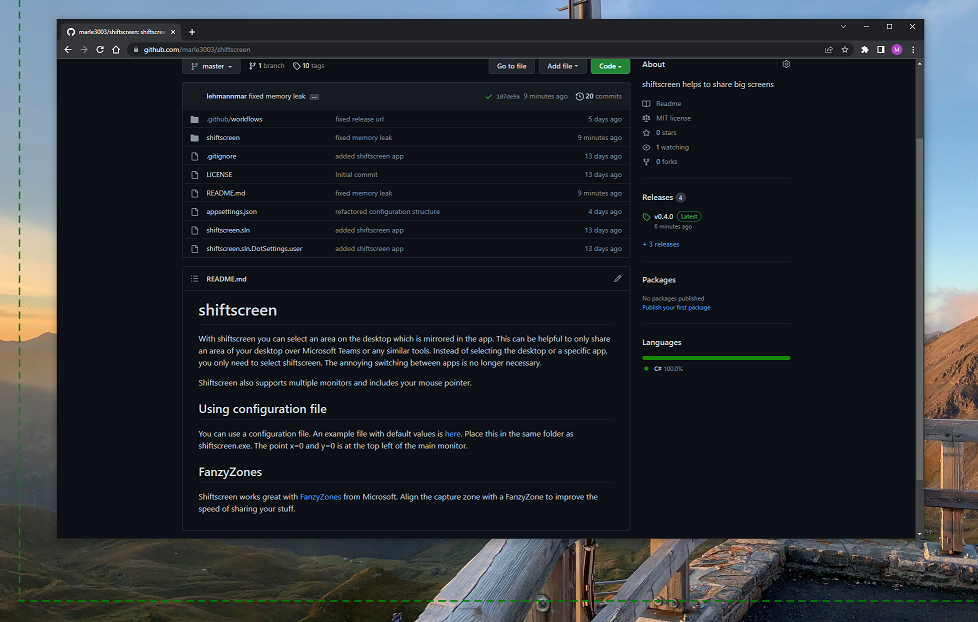 marle3003/shiftscreen: shiftscree
github.com/marle3003/shiftscreen
M
master
1 branch
10 tags
Go to file
Add file
Code
lehmannmar fixed memory leak
107de9a 9 minutes ago
20 commits
.github/workflows fixed release url 5 days ago
shiftscreen fixed memory leak 9 minutes ago
.gitignore added shiftscreen app 13 days ago
LICENSE Initial commit 13 days ago
README.md fixed memory leak 9 minutes ago
appsettings.json refactored configuration structure 4 days ago
shiftscreen.sln added shiftscreen app 13 days ago
shiftscreen.sln.DotSettings.user added shiftscreen app 13 days ago
README.md
shiftscreen
With shiftscreen you can select an area on the desktop which is mirrored in the app. This can be helpful to only share
an area of your desktop over Microsoft Teams or any similar tools. Instead of selecting the desktop or a specific app,
you only need to select shiftscreen. The annoying switching between apps is no longer necessary.
Shiftscreen also supports multiple monitors and includes your mouse pointer.
Using configuration file
You can use a configuration file. An example file with default values is here. Place this in the same folder as
shiftscreen.exe. The point x=0 and y=0 is at the top left of the main monitor.
FanzyZones
Shiftscreen works great with FanzyZones from Microsoft. Align the capture zone with a FanzyZone to improve the
speed of sharing your stuff.
About
shiftscreen helps to share big screens
Readme
MIT license
0 stars
1 watching
0 forks
Releases 4
v0.4.0 Latest
6 minutes ago
+ 3 releases
Packages
No packages published
Publish your first package
Languages
C# 100.0%